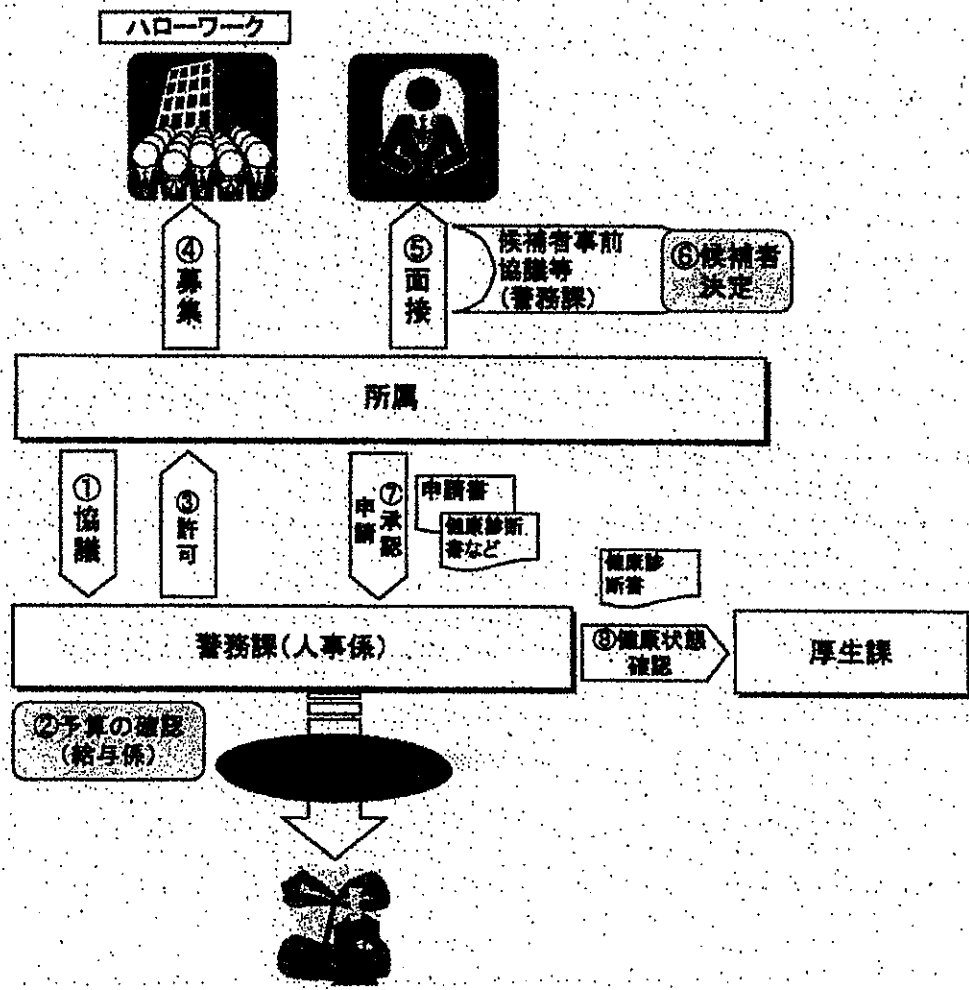 ハローワーク
④募集
⑤面接
候補者事前
協議等
(警務課)
⑥候補者
決定
所属
①協議
③許可
⑦承認
申請
申請書
健康診断
書など
健康診
断書
警務課(人事係)
⑧健康状態
確認
厚生課
②予算の確認
(給与係)